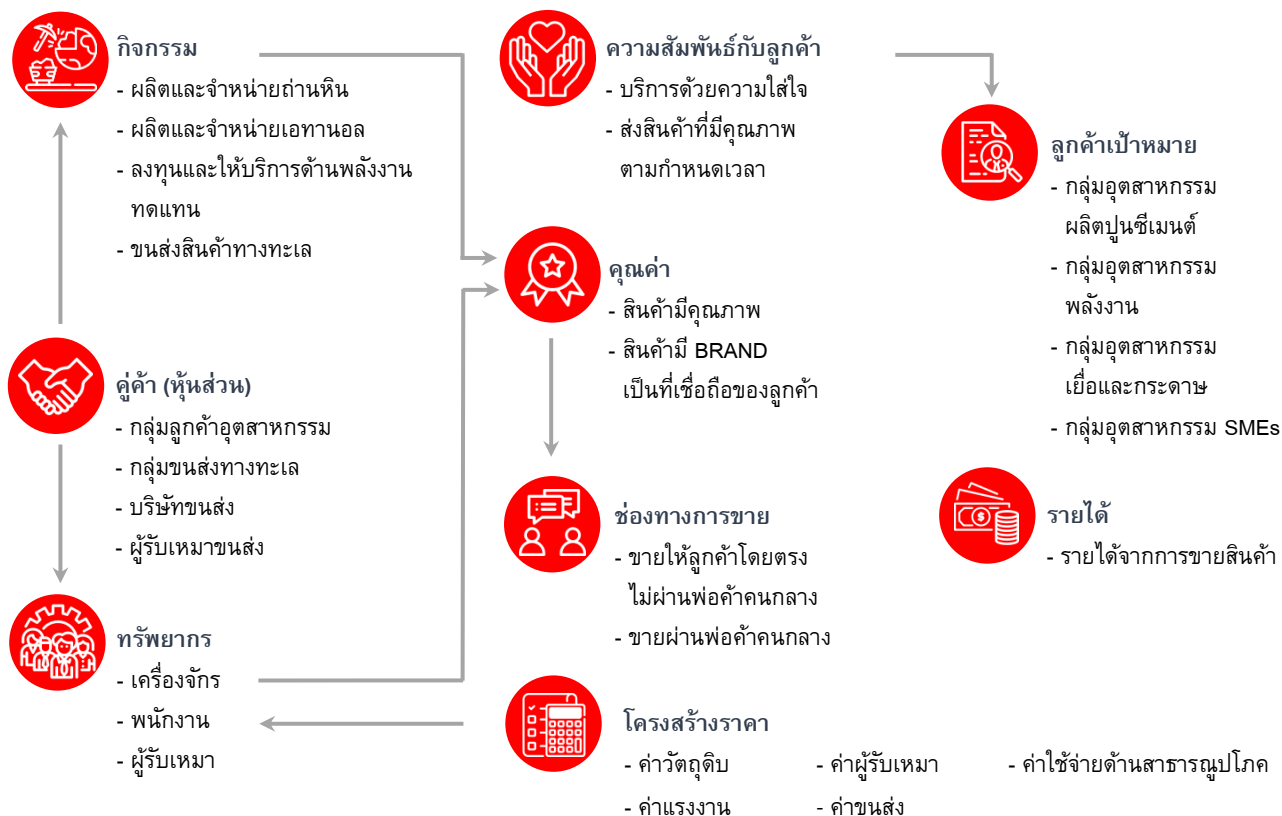 กิจกรรม
- ผลิตและจำหน่ายถ่านหิน
- ผลิตและจำหน่ายเอทานอล
- ลงทุนและให้บริการด้านพลังงาน
ทดแทน
- ขนส่งสินค้าทางทะเล
คู่ค้า (หุ้นส่วน)
- กลุ่มลูกค้าอุตสาหกรรม
- กลุ่มขนส่งทางทะเล
- บริษัทขนส่ง
- ผู้รับเหมาขนส่ง
ทรัพยากร
- เครื่องจักร
- พนักงาน
- ผู้รับเหมา
ความสัมพันธ์กับลูกค้า
- บริการด้วยความใส่ใจ
- ส่งสินค้าที่มีคุณภาพ
ตามกำหนดเวลา
คุณค่า
- สินค้ามีคุณภาพ
- สินค้ามี BRAND
เป็นที่เชื่อถือของลูกค้า
ช่องทางการขาย
- ขายให้ลูกค้าโดยตรง
ไม่ผ่านพ่อค้าคนกลาง
- ขายผ่านพ่อค้าคนกลาง
ลูกค้าเป้าหมาย
- กลุ่มอุตสาหกรรม
ผลิตปูนซีเมนต์
- กลุ่มอุตสาหกรรม
พลังงาน
- กลุ่มอุตสาหกรรม
เยื่อและกระดาษ
- กลุ่มอุตสาหกรรม SMEs
รายได้
- รายได้จากการขายสินค้า
โครงสร้างราคา
- ค่าวัตถุดิบ - ค่าผู้รับเหมา - ค่าใช้จ่ายด้านสาธารณูปโภค
- ค่าแรงงาน - ค่าขนส่ง